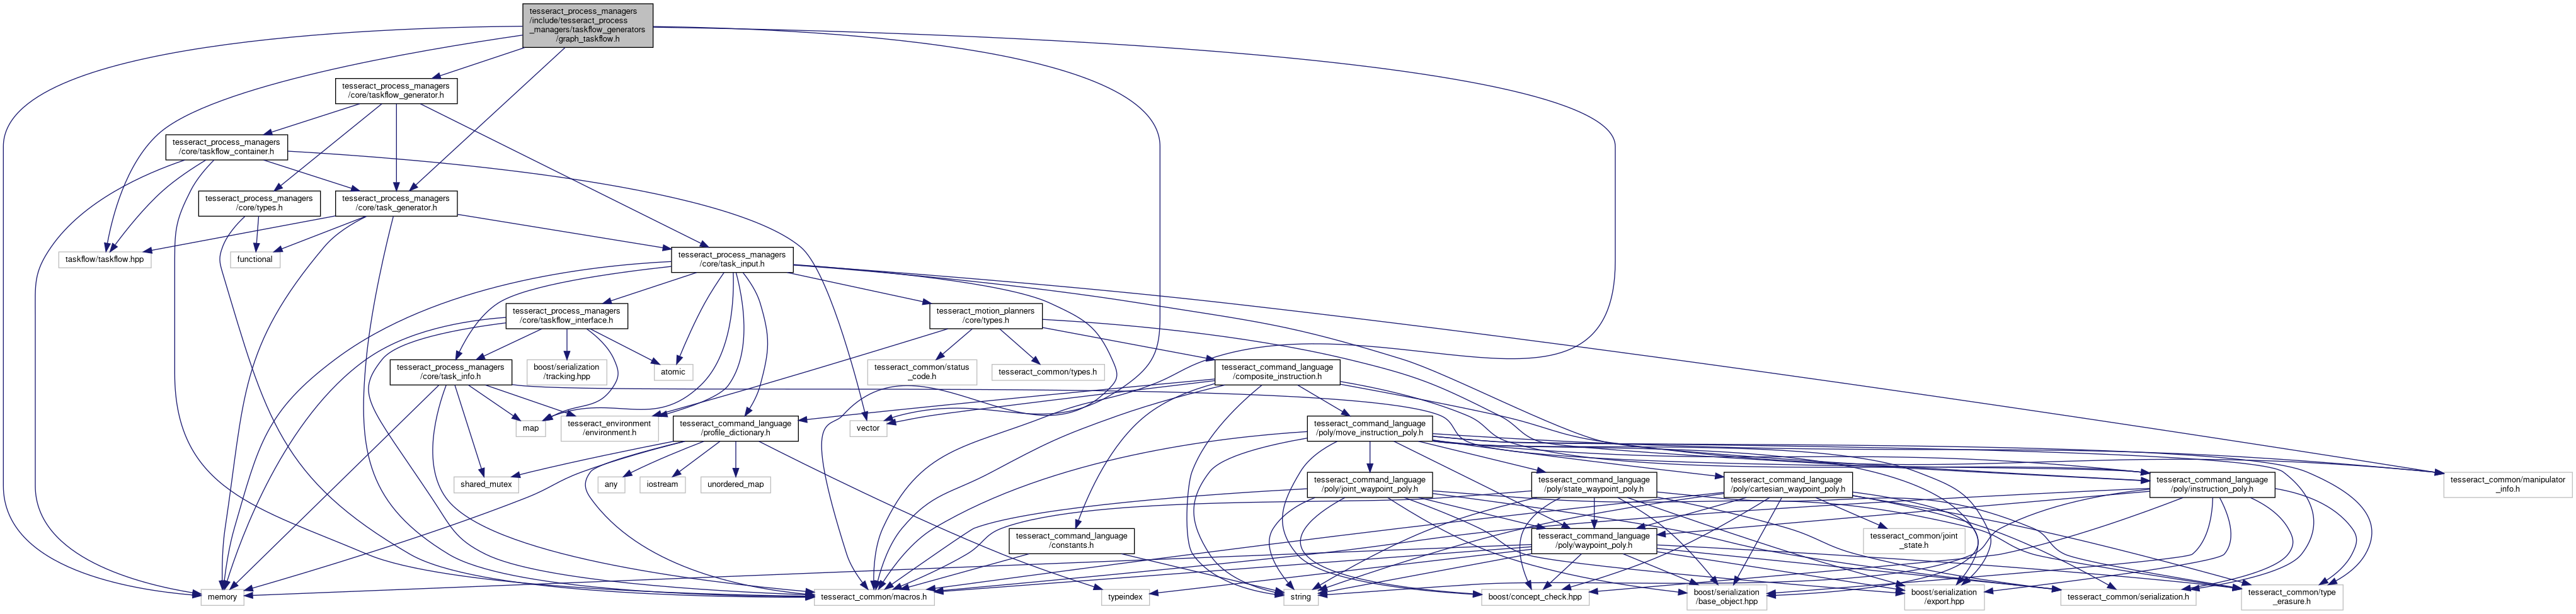 tesseract_process_managers
/include/tesseract_process
_managers/taskflow_generators
/graph_taskflow.h
tesseract_process_managers
/core/taskflow_generator.h
tesseract_process_managers
/core/taskflow_container.h
tesseract_process_managers
/core/types.h
tesseract_process_managers
/core/task_generator.h
taskflow/taskflow.hpp
functional
tesseract_process_managers
/core/task_input.h
tesseract_process_managers
/core/taskflow_interface.h
tesseract_motion_planners
/core/types.h
tesseract_process_managers
/core/task_info.h
boost/serialization
/tracking.hpp
atomic
tesseract_common/status
_code.h
tesseract_common/types.h
tesseract_command_language
/composite_instruction.h
map
tesseract_environment
/environment.h
tesseract_command_language
/profile_dictionary.h
vector
tesseract_command_language
/poly/move_instruction_poly.h
shared_mutex
any
iostream
unordered_map
tesseract_command_language
/poly/joint_waypoint_poly.h
tesseract_command_language
/poly/state_waypoint_poly.h
tesseract_command_language
/poly/cartesian_waypoint_poly.h
tesseract_command_language
/poly/instruction_poly.h
tesseract_common/manipulator
_info.h
tesseract_command_language
/constants.h
tesseract_command_language
/poly/waypoint_poly.h
tesseract_common/joint
_state.h
memory
tesseract_common/macros.h
typeindex
string
boost/concept_check.hpp
boost/serialization
/base_object.hpp
boost/serialization
/export.hpp
tesseract_common/serialization.h
tesseract_common/type
_erasure.h